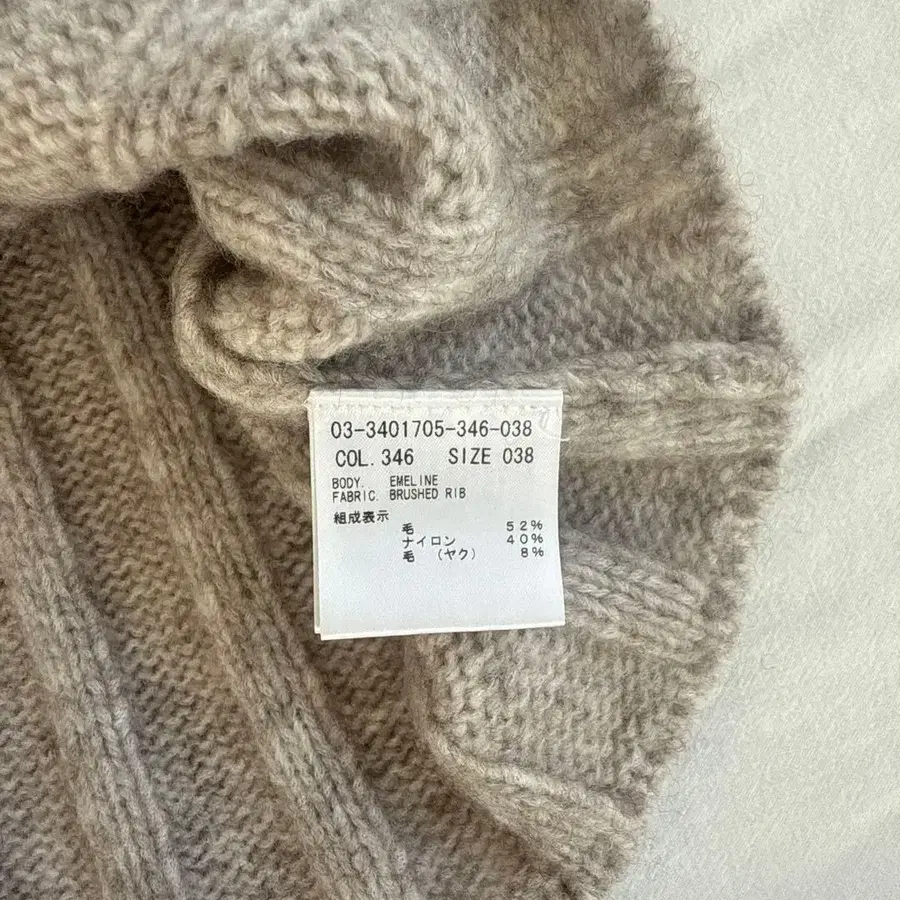 03-3401705-346-038
COL. 346 SIZE 038
BODY. EMELINE
FABRIC. BRUSHED RIB
組成表示
毛 52%
ナイロン 40%
毛 (ヤク) 8%